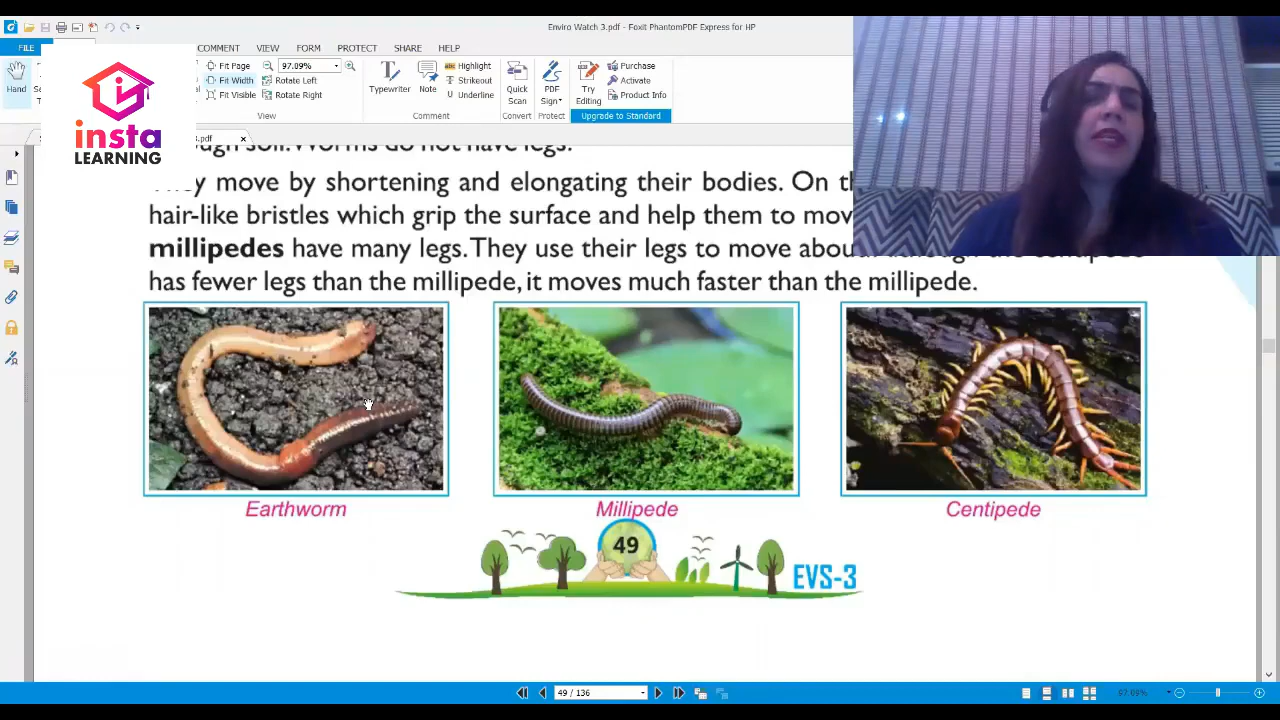 Enviro Watch 3.pdf - Foxit PhantomPDF Express for HP
FILE COMMENT VIEW FORM PROTECT SHARE HELP
Hand
Fit Page
Fit Width
Fit Visible
97.09%
Rotate Left
Rotate Right
View
Typewriter
Note
Highlight
Strikeout
Comment
Quick Scan
Convert
PDF Sign
Protect
Try Editing
Purchase
Activate
Product Info
Upgrade to Standard
insta
LEARNING
.pdf
soil. Worms do not have legs.
They move by shortening and elongating their bodies. On
hair-like bristles which grip the surface and help them to
millipedes have many legs. They use their legs to move
has fewer legs than the millipede, it moves much faster than the millipede.
Earthworm
Millipede
Centipede
49
EVS-3
49 / 136
97.09%